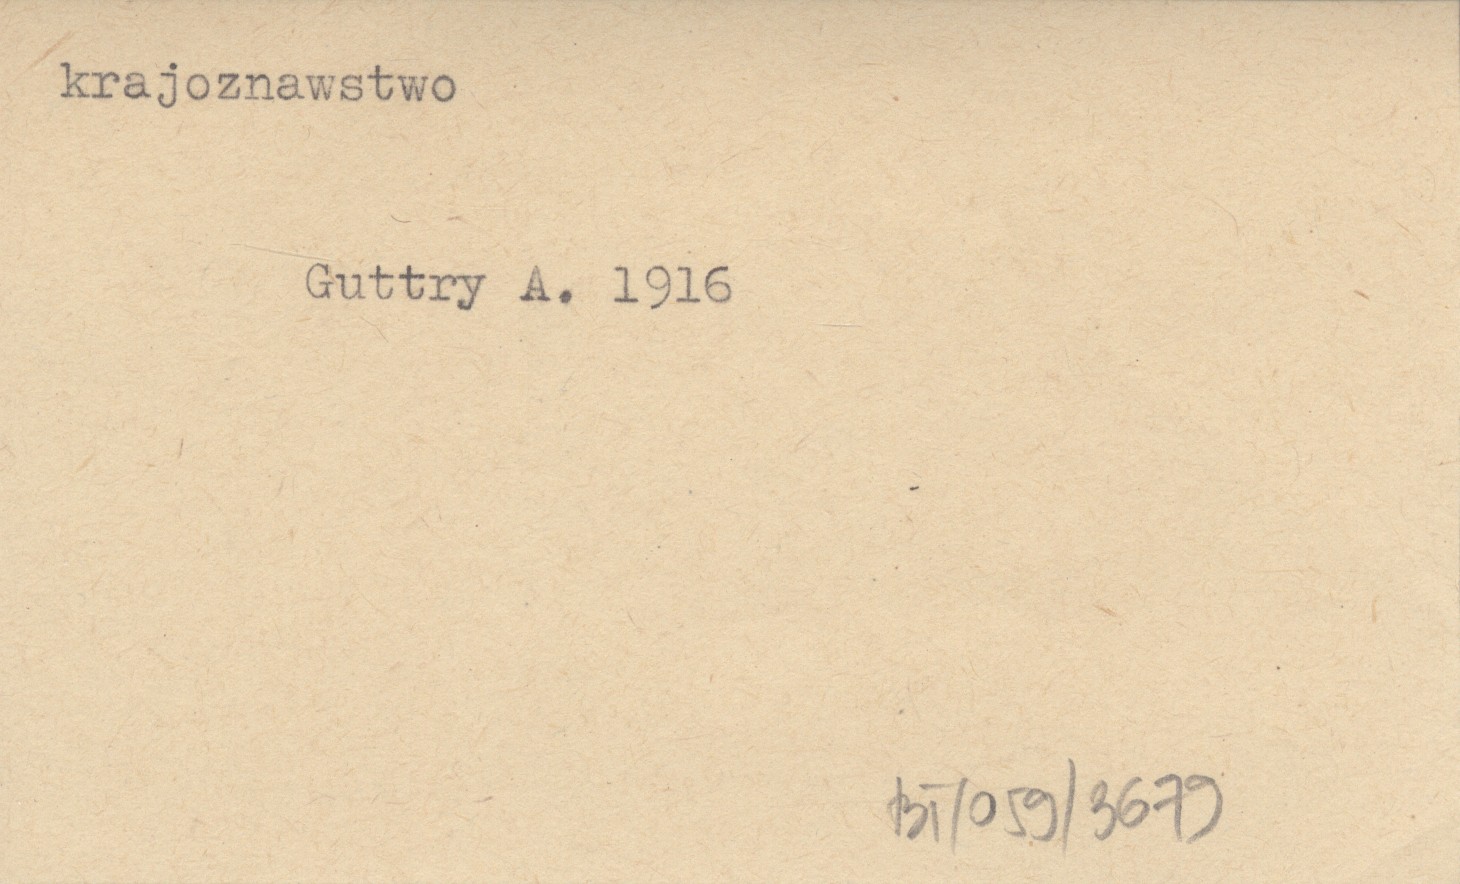 krajoznawstwo
Guttry A. 1916
BT/059/3679